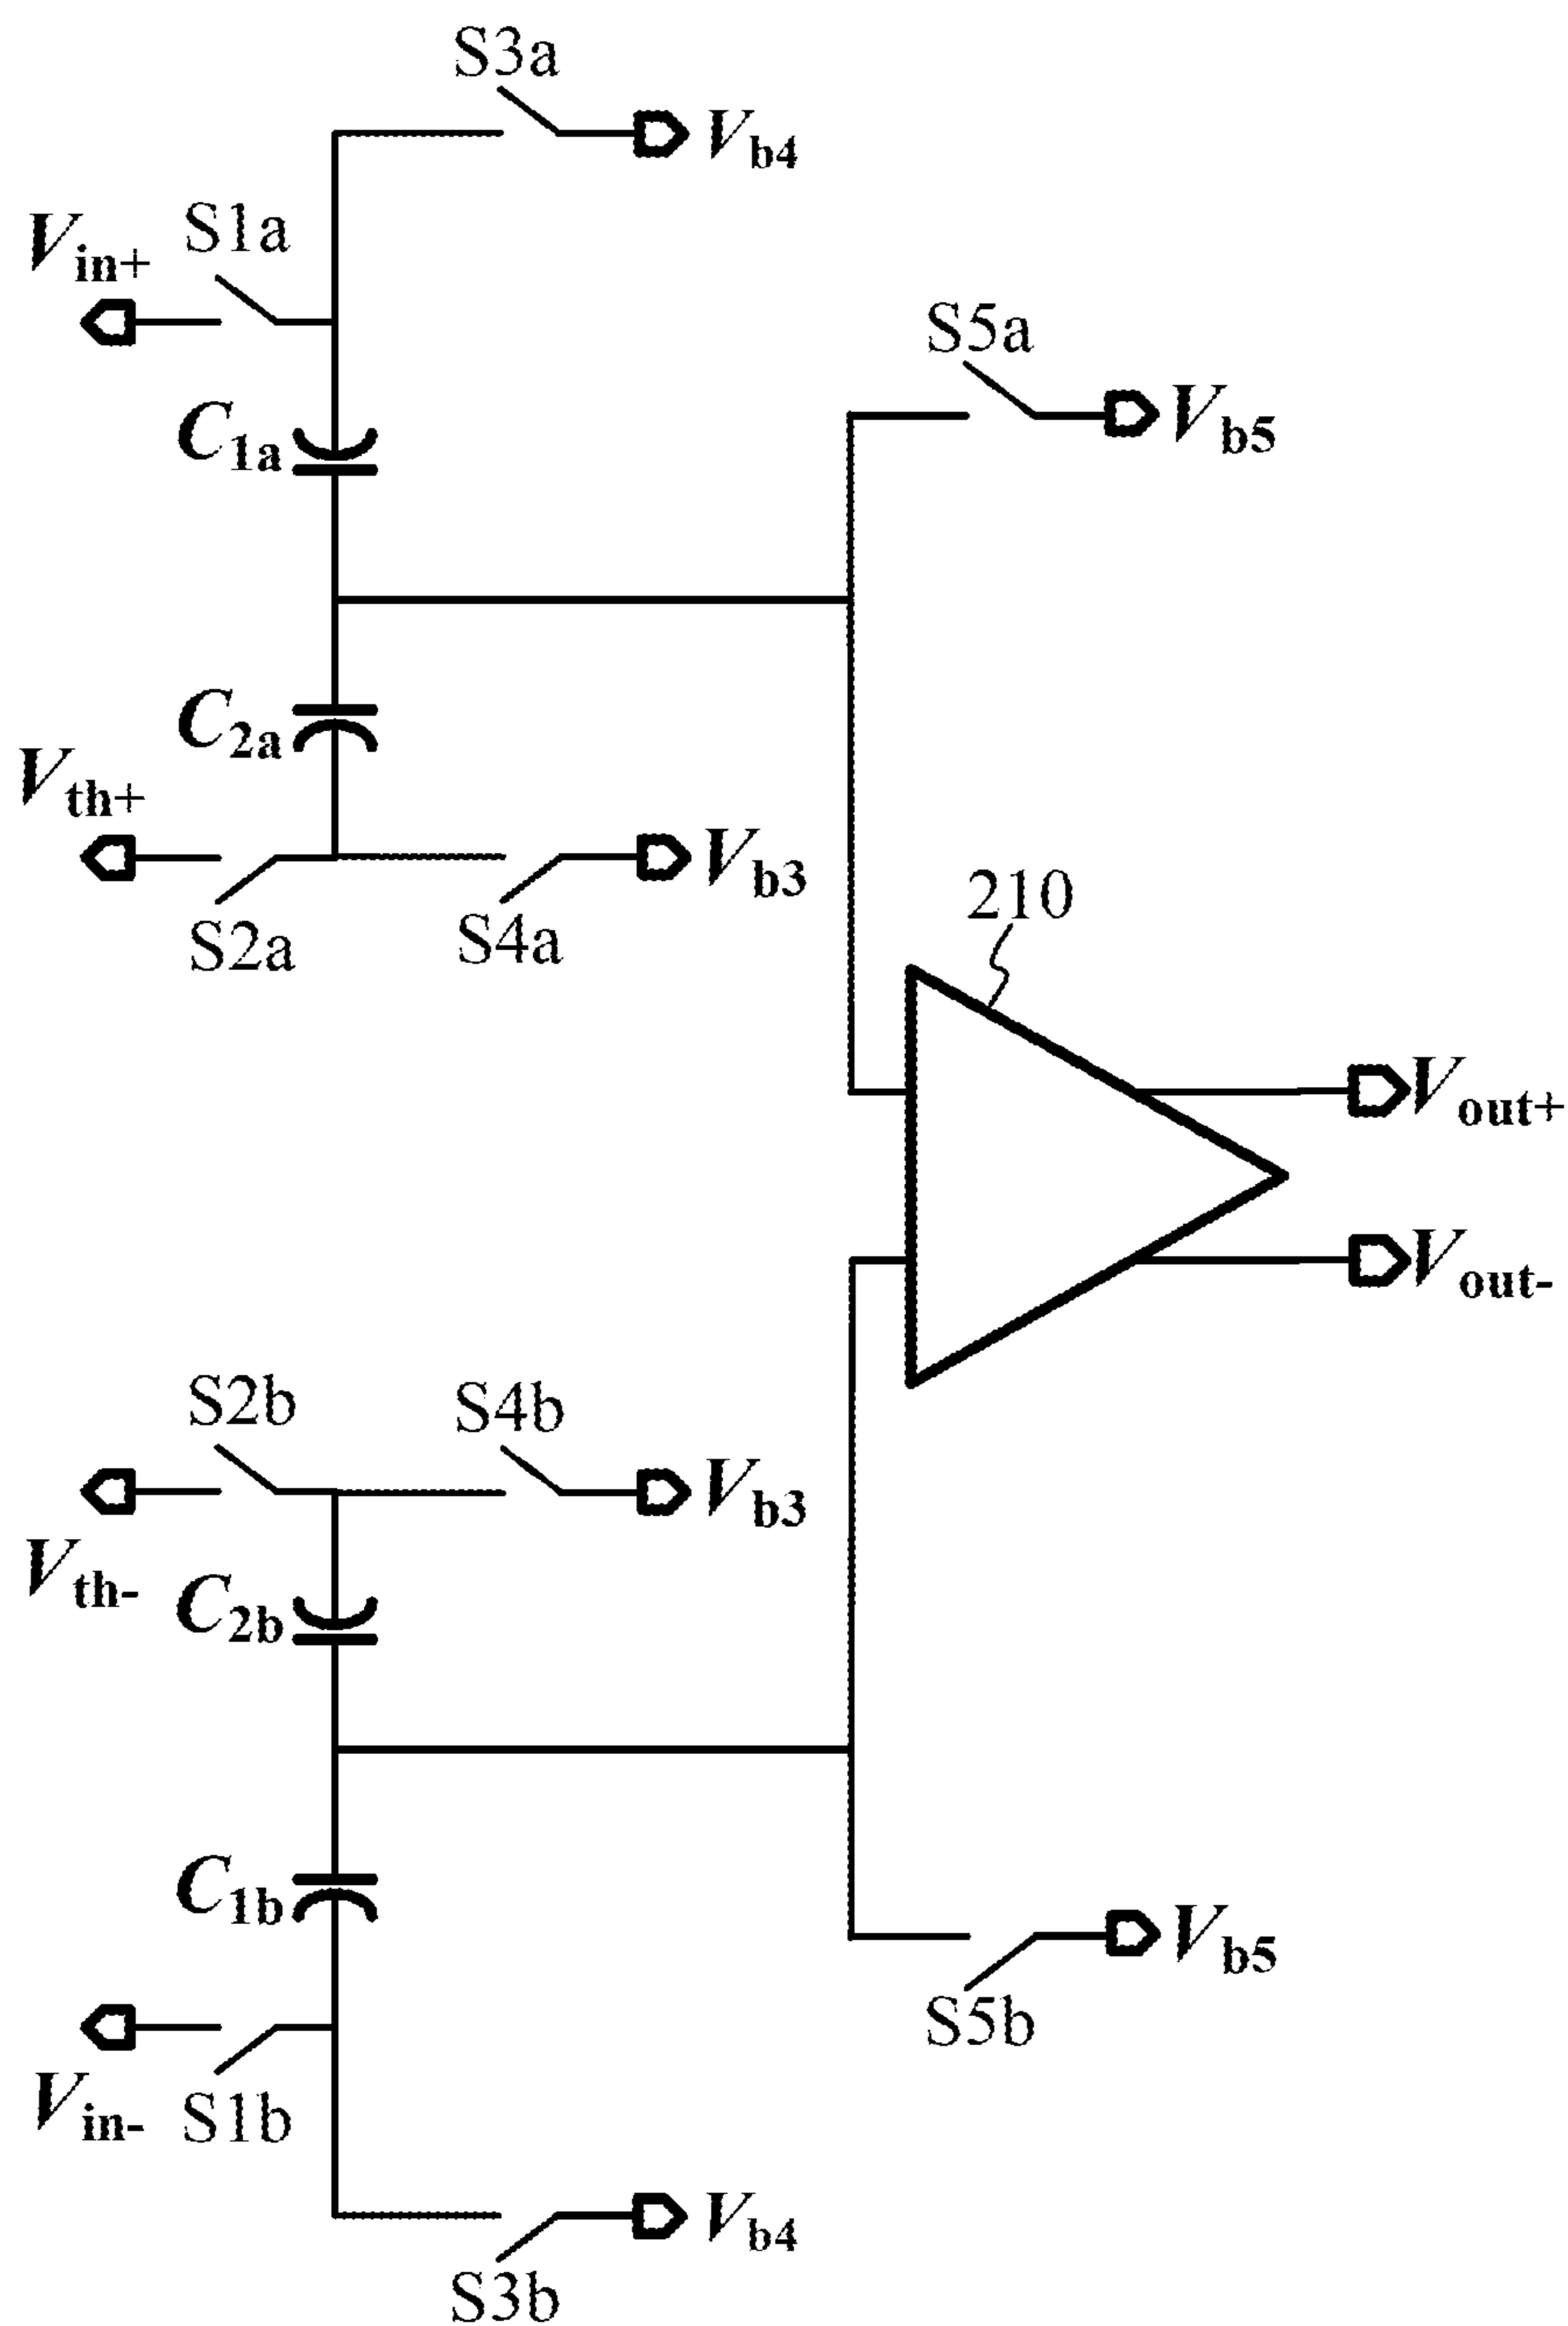 S3a
Vb4
S1a
Vin+
S5a
Vb5
C1a
C2a
Vth+
Vb3
S2a
S4a
210
Vout+
Vout-
S2b
S4b
Vb3
Vth-
C2b
C1b
Vb5
S5b
Vin-
S1b
Vb4
S3b